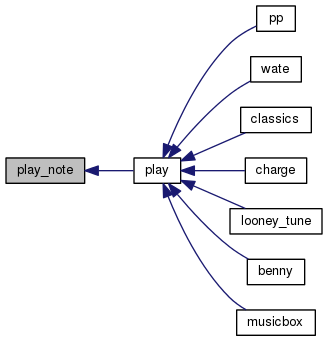 pp
wate
classics
play_note
play
charge
looney_tune
benny
musicbox